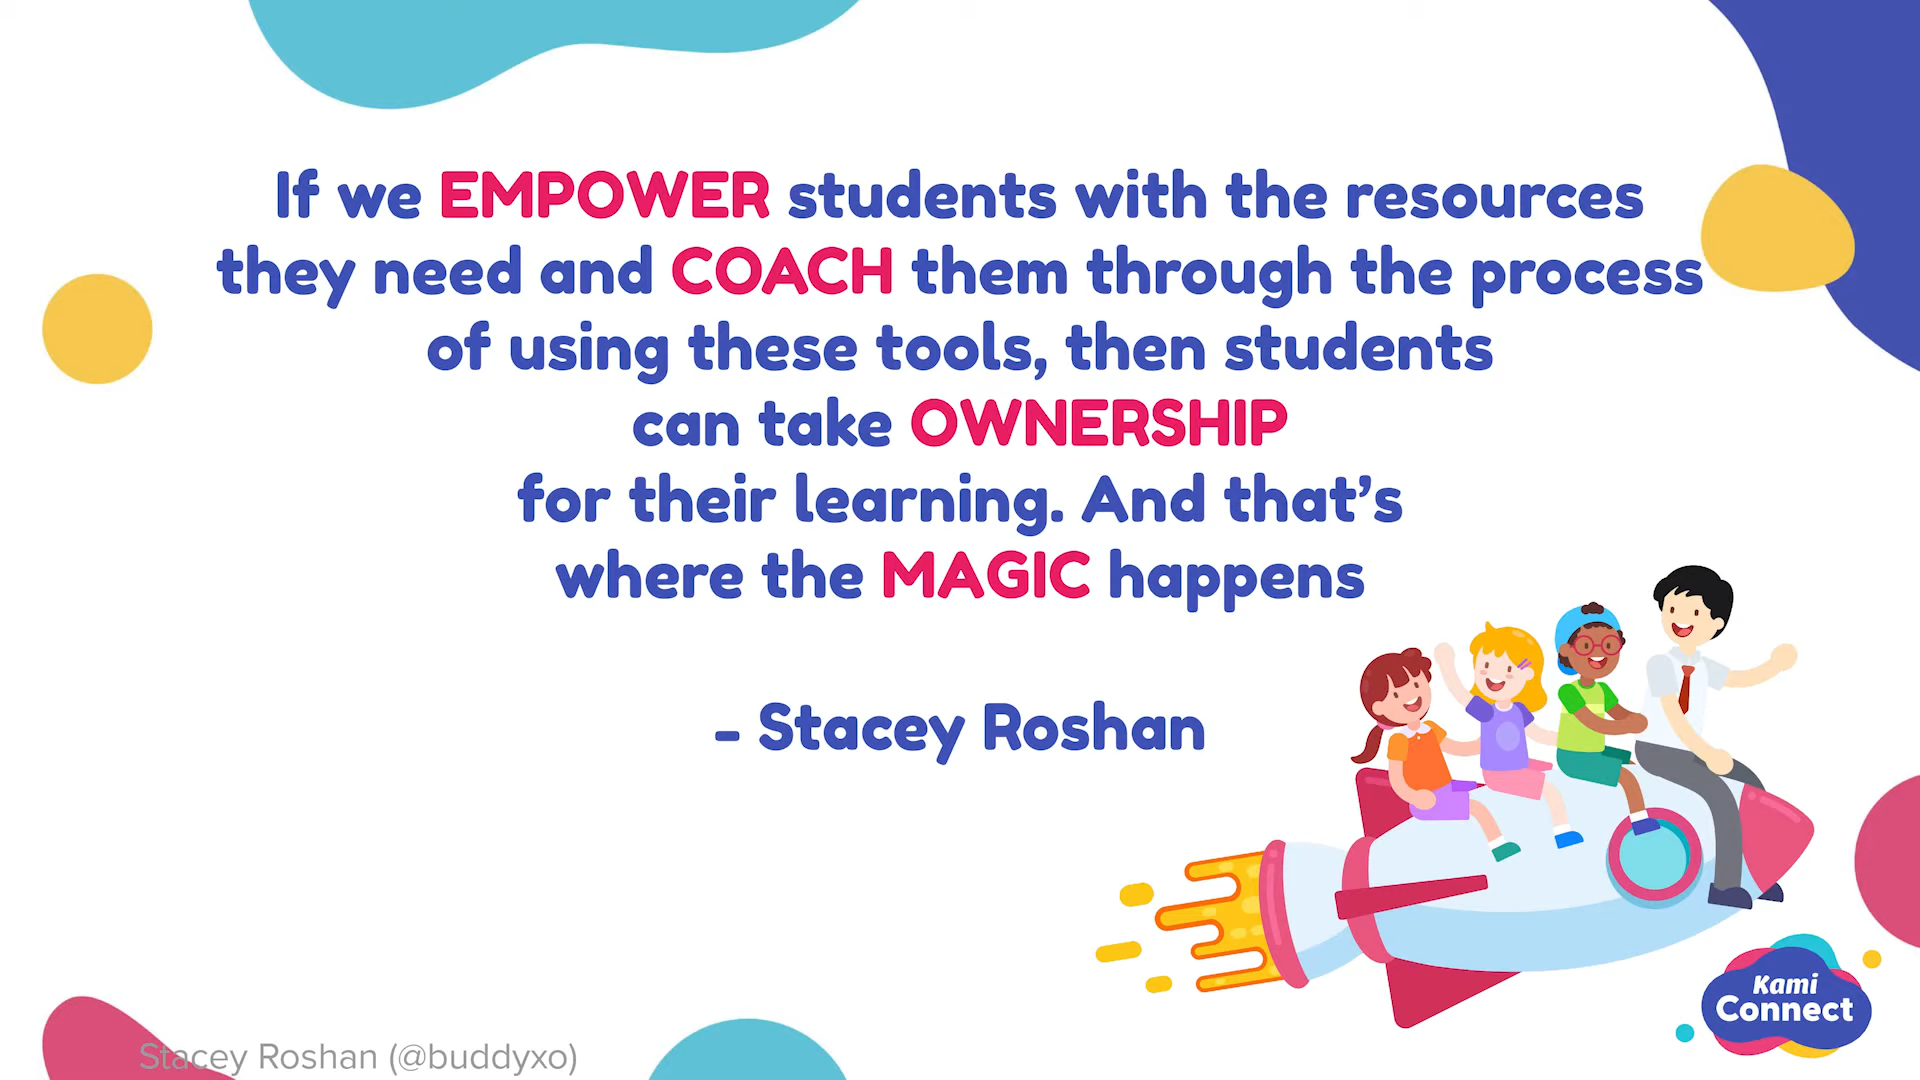 If we EMPOWER students with the resources
they need and COACH them through the process
of using these tools, then students
can take OWNERSHIP
for their learning. And that’s
where the MAGIC happens
- Stacey Roshan
Kami
Connect
Stacey Roshan (@buddyxo)